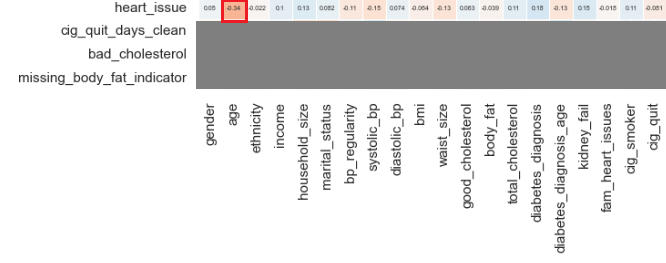 heart_issue 0.05 -0.34 -0.022 0.1 0.13 0.082 -0.11 -0.15 0.074 -0.064 -0.13 0.063 -0.039 0.11 0.18 -0.13 0.15 -0.018 0.11 -0.081
cig_quit_days_clean
bad_cholesterol
missing_body_fat_indicator
gender
age
ethnicity
income
household_size
marital_status
bp_regularity
systolic_bp
diastolic_bp
bmi
waist_size
good_cholesterol
body_fat
total_cholesterol
diabetes_diagnosis
diabetes_diagnosis_age
kidney_fail
fam_heart_issues
cig_smoker
cig_quit